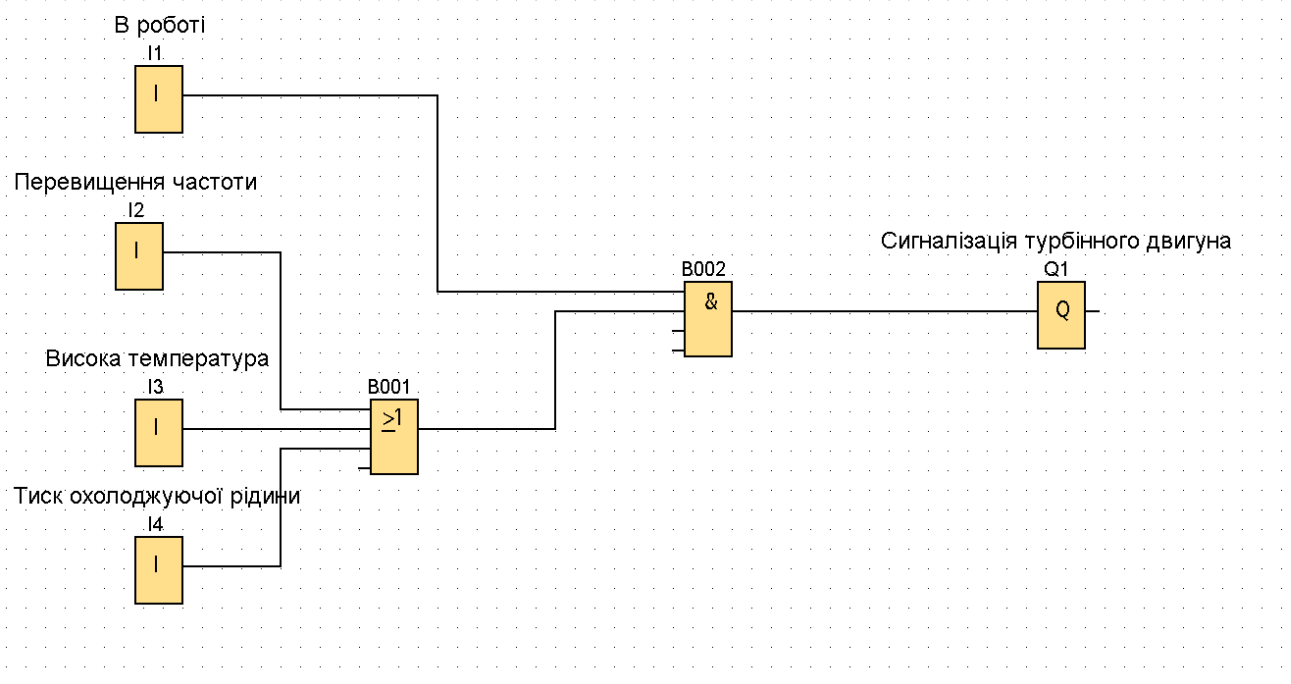 В роботі
I1
I
Перевищення частоти
I2
I
Сигналізація турбінного двигуна
B002
Q1
&
Q
Висока температура
I3
B001
I
≥1
Тиск охолоджуючої рідини
I4
I